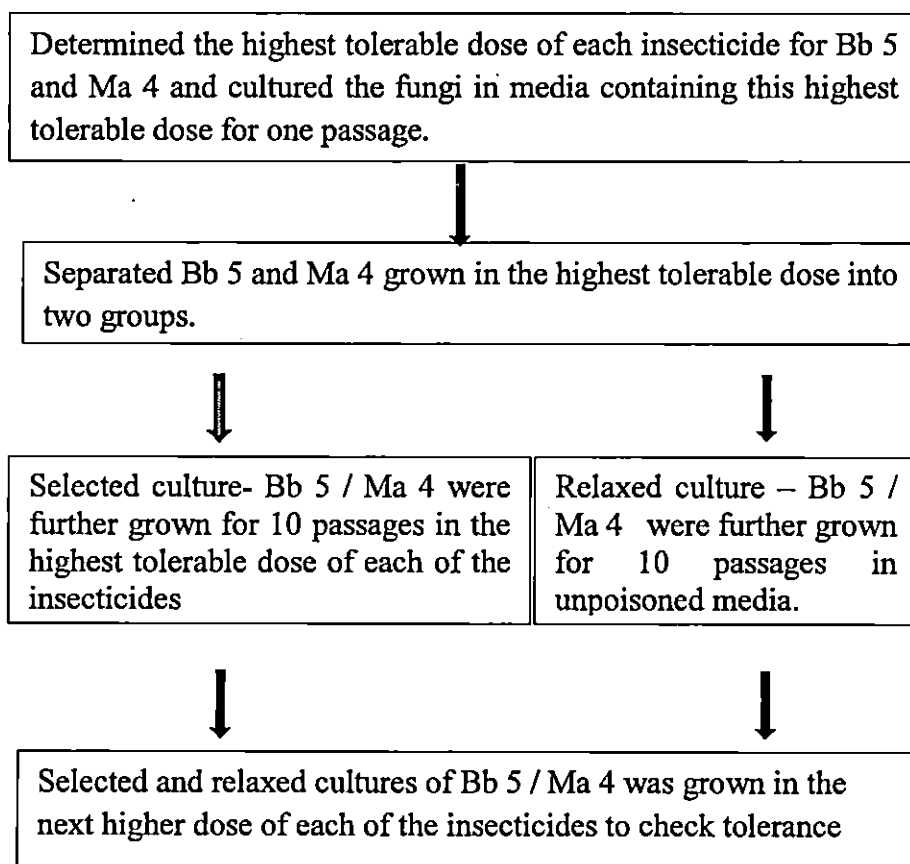 Determined the highest tolerable dose of each insecticide for Bb 5
and Ma 4 and cultured the fungi in media containing this highest
tolerable dose for one passage.
Separated Bb 5 and Ma 4 grown in the highest tolerable dose into
two groups.
Selected culture- Bb 5 / Ma 4 were
further grown for 10 passages in the
highest tolerable dose of each of the
insecticides
Relaxed culture – Bb 5 /
Ma 4 were further grown
for 10 passages in
unpoisoned media.
Selected and relaxed cultures of Bb 5 / Ma 4 was grown in the
next higher dose of each of the insecticides to check tolerance